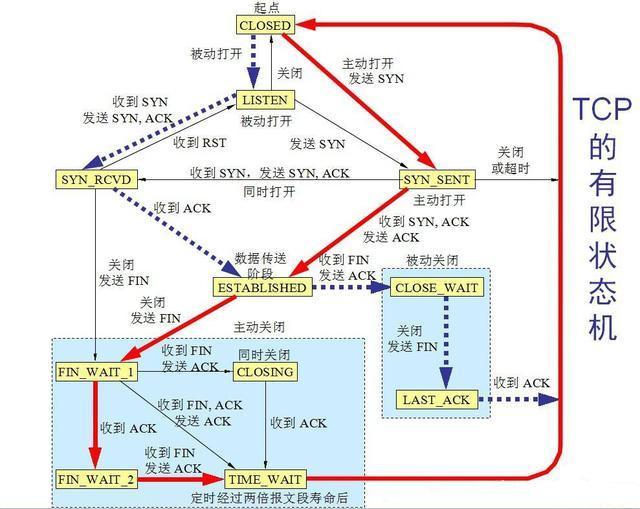 起点
CLOSED
被动打开
关闭
主动打开
发送 SYN
LISTEN
被动打开
收到 SYN
发送 SYN, ACK
收到 RST
发送 SYN
SYN_RCVD
收到 SYN，发送 SYN, ACK
同时打开
SYN_SENT
主动打开
关闭
或超时
收到 ACK
收到 SYN, ACK
发送 ACK
数据传送
阶段
ESTABLISHED
关闭
发送 FIN
关闭
发送 FIN
收到 FIN
发送 ACK
被动关闭
CLOSE_WAIT
关闭
发送 FIN
LAST_ACK
收到 ACK
主动关闭
FIN_WAIT_1
收到 FIN
发送 ACK
同时关闭
CLOSING
收到 FIN, ACK
发送 ACK
收到 ACK
收到 ACK
FIN_WAIT_2
收到 FIN
发送 ACK
TIME_WAIT
定时经过两倍报文段寿命后
TCP
的
有
限
状
态
机